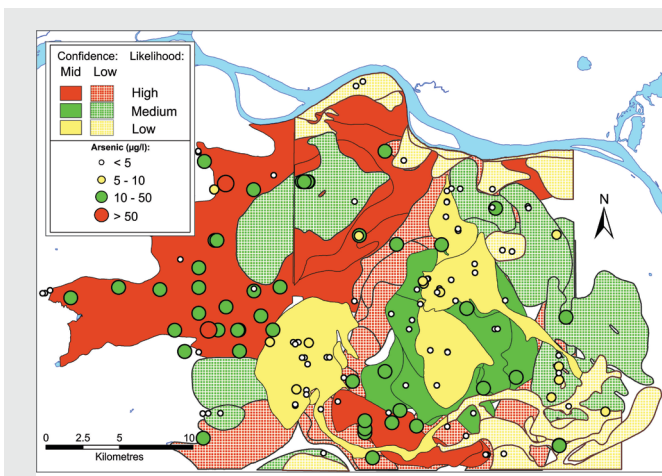 Confidence: Likelihood:
Mid Low
High
Medium
Low
Arsenic (µg/l):
< 5
5 - 10
10 - 50
> 50
N
0 2.5 5 10
Kilometres